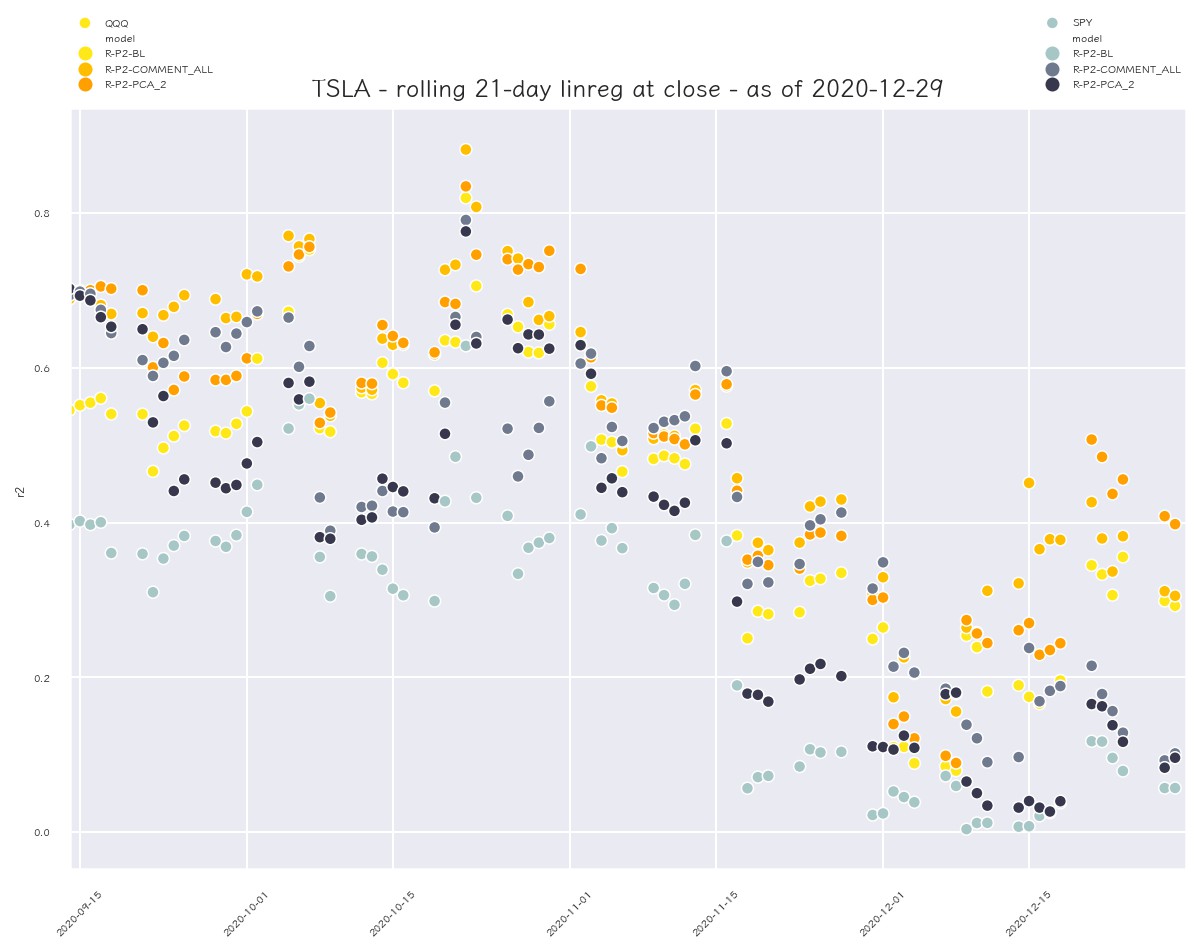 QQQ
model
R-P2-BL
R-P2-COMMENT_ALL
R-P2-PCA_2
SPY
model
R-P2-BL
R-P2-COMMENT_ALL
R-P2-PCA_2
TSLA - rolling 21-day linreg at close - as of 2020-12-29
0.8
0.6
r2
0.4
0.2
0.0
2020-09-15
2020-10-01
2020-10-15
2020-11-01
2020-11-15
2020-12-01
2020-12-15